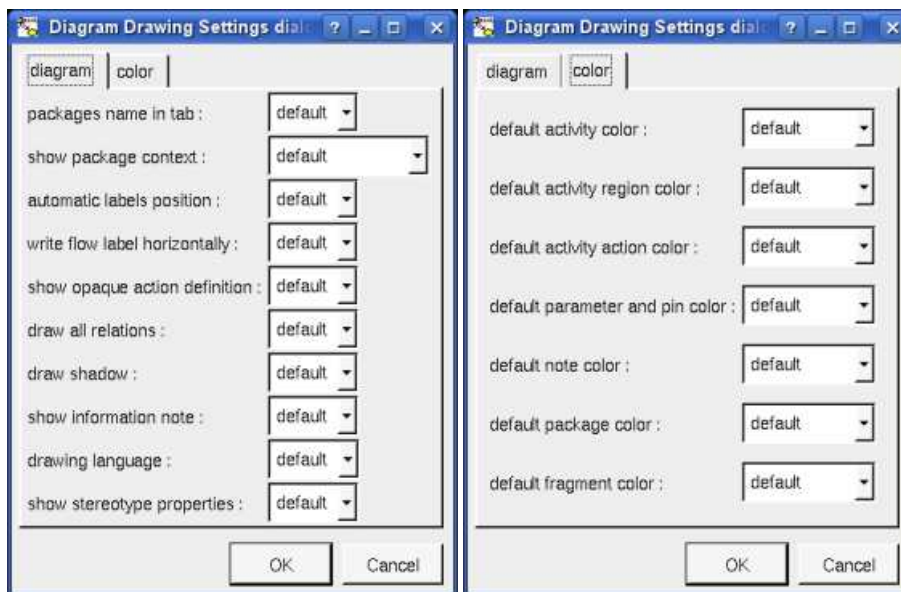 Diagram Drawing Settings dial
diagram color
packages name in tab : default
show package context : default
automatic labels position : default
write flow label horizontally : default
show opaque action definition : default
draw all relations : default
draw shadow : default
show information note : default
drawing language : default
show stereotype properties : default
OK Cancel
Diagram Drawing Settings dial
diagram color
default activity color : default
default activity region color : default
default activity action color : default
default parameter and pin color : default
default note color : default
default package color : default
default fragment color : default
OK Cancel